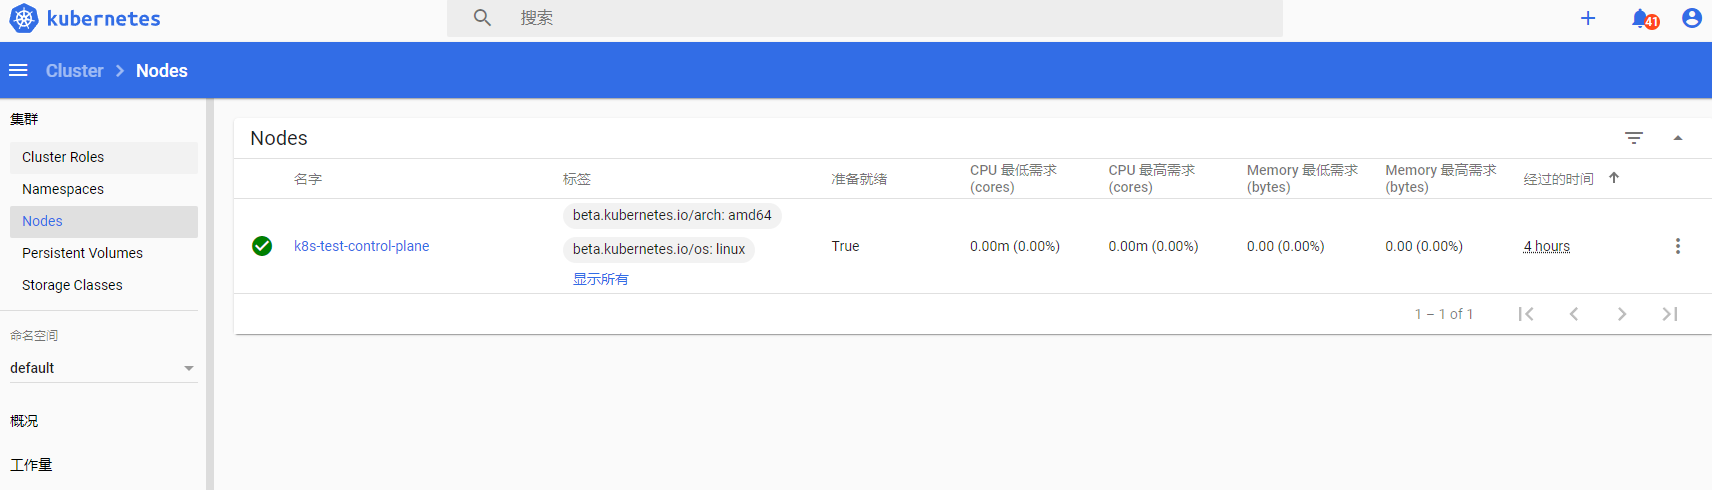 kubernetes
搜索
41
Cluster > Nodes
集群
Cluster Roles
Namespaces
Nodes
Persistent Volumes
Storage Classes
命名空间
default
概况
工作量
Nodes
名字
标签
准备就绪
CPU 最低需求
(cores)
CPU 最高需求
(cores)
Memory 最低需求
(bytes)
Memory 最高需求
(bytes)
经过的时间
k8s-test-control-plane
beta.kubernetes.io/arch: amd64
beta.kubernetes.io/os: linux
显示所有
True
0.00m (0.00%)
0.00m (0.00%)
0.00 (0.00%)
0.00 (0.00%)
4 hours
1 – 1 of 1